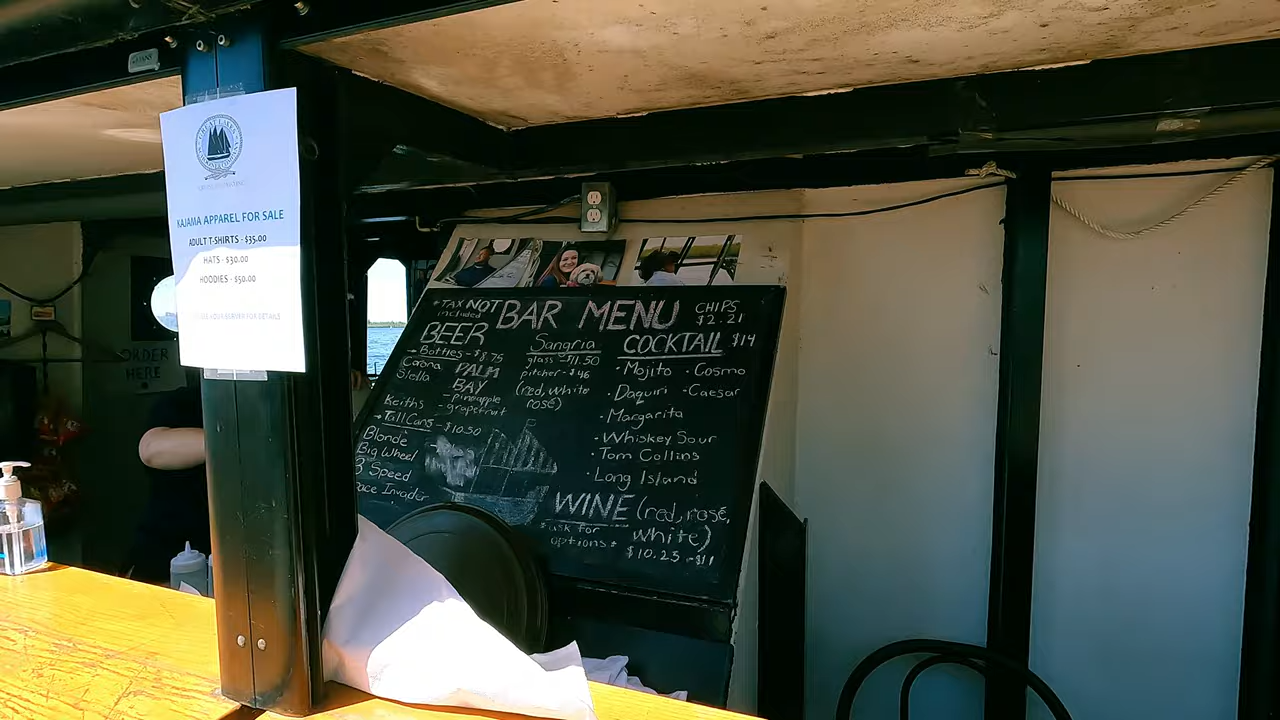 KAJAMA APPAREL FOR SALE
ADULT T-SHIRTS - $35.00
HATS - $30.00
HOODIES - $50.00
ORDER
HERE
*TAX NOT included
BAR MENU
CHIPS
$2.21
BEER
- Bottles - $8.75
Corona
Stella
Keiths
PALM
BAY
- pineapple
- grapefruit
- Tall Cans - $10.50
Blonde
Big Wheel
3 Speed
Space Invader
Sangria
glass - $11.50
pitcher - $46
(red, white
rosé)
COCKTAIL $14
· Mojito · Cosmo
· Daquiri · Caesar
· Margarita
· Whiskey Sour
· Tom Collins
· Long Island
WINE (red, rosé,
white)
*ask for
options*
$10.25 - $11